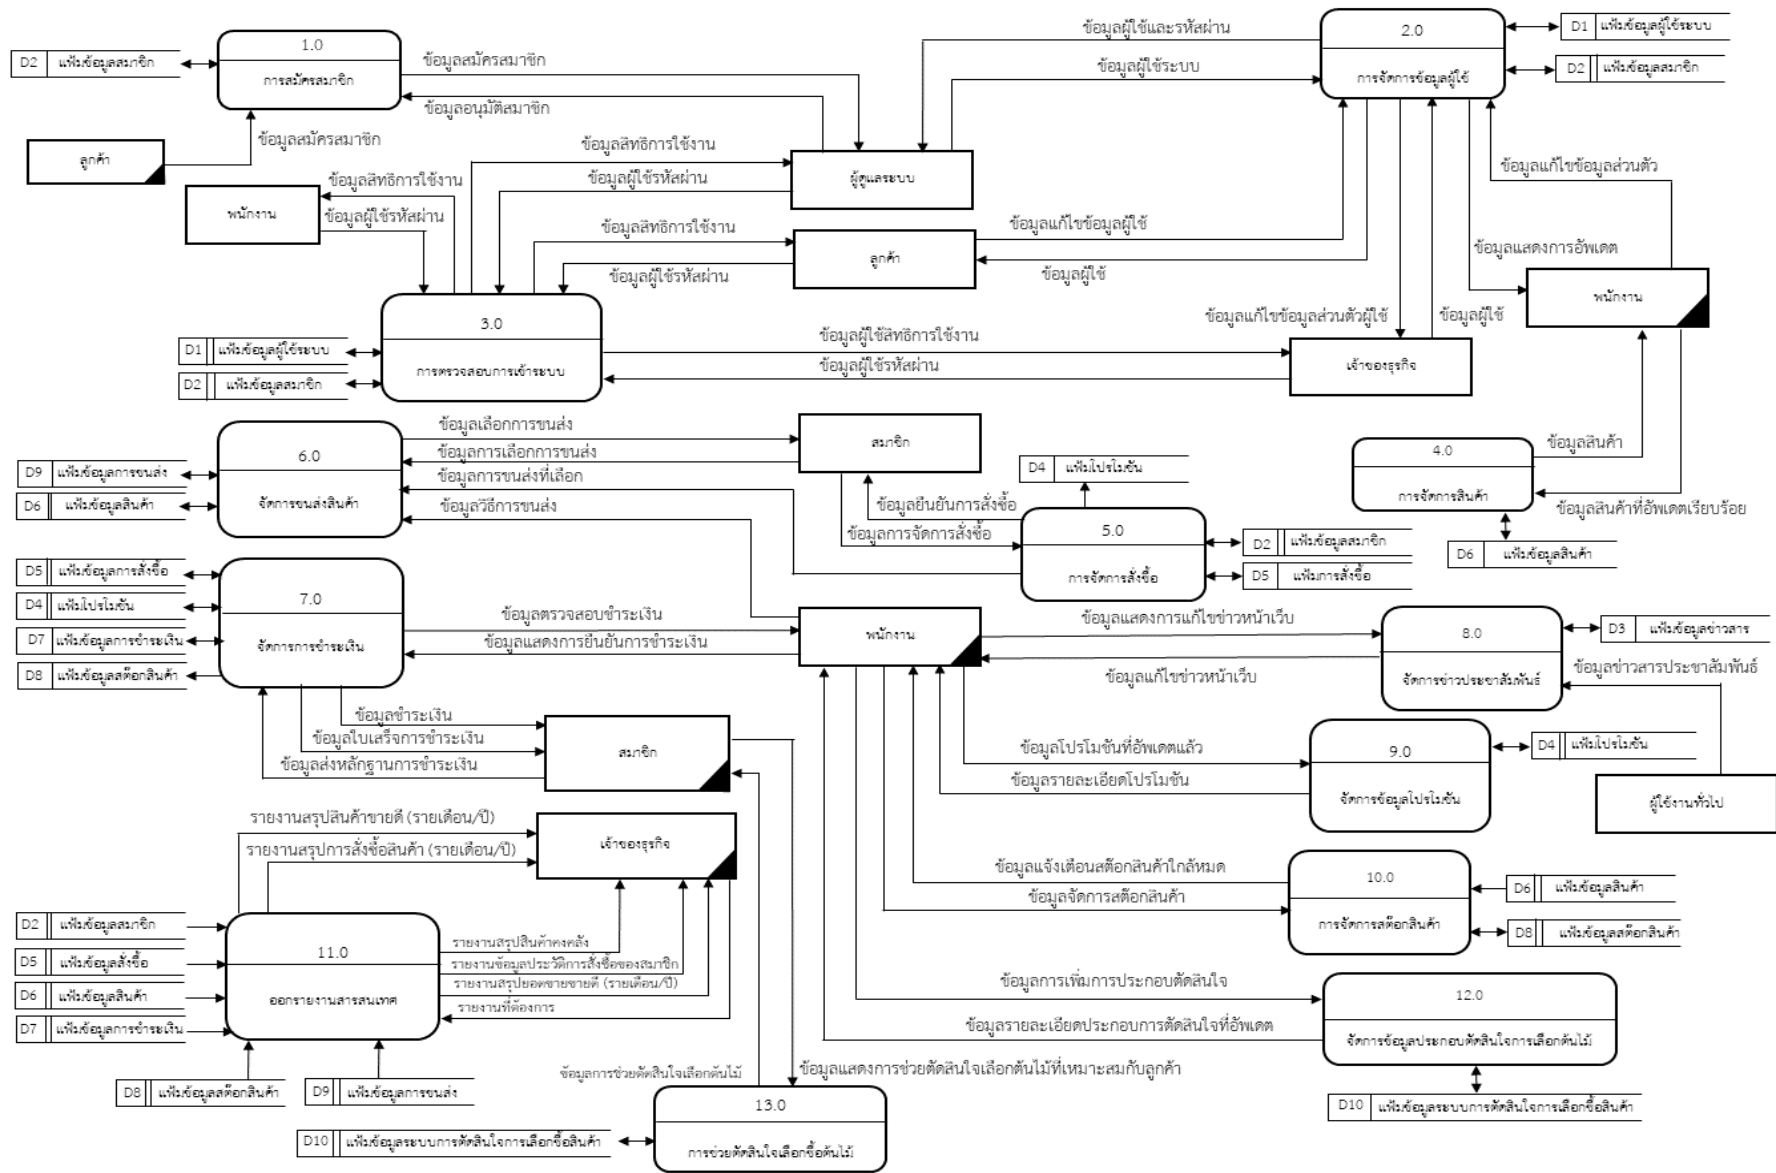 1.0
การสมัครสมาชิก
D2 แฟ้มข้อมูลสมาชิก
ข้อมูลสมัครสมาชิก
ข้อมูลอนุมัติสมาชิก
ข้อมูลสมัครสมาชิก
ลูกค้า
ข้อมูลผู้ใช้และรหัสผ่าน
ข้อมูลผู้ใช้ระบบ
2.0
การจัดการข้อมูลผู้ใช้
D1 แฟ้มข้อมูลผู้ใช้ระบบ
D2 แฟ้มข้อมูลสมาชิก
ข้อมูลสิทธิการใช้งาน
ข้อมูลผู้ใช้รหัสผ่าน
ผู้ดูแลระบบ
ข้อมูลสิทธิการใช้งาน
พนักงาน
ข้อมูลผู้ใช้รหัสผ่าน
ข้อมูลสิทธิการใช้งาน
ข้อมูลผู้ใช้รหัสผ่าน
ลูกค้า
ข้อมูลแก้ไขข้อมูลผู้ใช้
ข้อมูลผู้ใช้
ข้อมูลแก้ไขข้อมูลส่วนตัว
ข้อมูลแสดงการอัพเดต
พนักงาน
3.0
การตรวจสอบการเข้าระบบ
D1 แฟ้มข้อมูลผู้ใช้ระบบ
D2 แฟ้มข้อมูลสมาชิก
ข้อมูลแก้ไขข้อมูลส่วนตัวผู้ใช้
ข้อมูลผู้ใช้
ข้อมูลผู้ใช้สิทธิการใช้งาน
ข้อมูลผู้ใช้รหัสผ่าน
เจ้าของธุรกิจ
6.0
จัดการขนส่งสินค้า
D9 แฟ้มข้อมูลการขนส่ง
D6 แฟ้มข้อมูลสินค้า
ข้อมูลเลือกการขนส่ง
ข้อมูลการเลือกการขนส่ง
ข้อมูลการขนส่งที่เลือก
ข้อมูลวิธีการขนส่ง
สมาชิก
D4 แฟ้มโปรโมชัน
ข้อมูลยืนยันการสั่งซื้อ
ข้อมูลการจัดการสั่งซื้อ
5.0
การจัดการสั่งซื้อ
D2 แฟ้มข้อมูลสมาชิก
D5 แฟ้มการสั่งซื้อ
4.0
การจัดการสินค้า
ข้อมูลสินค้า
ข้อมูลสินค้าที่อัพเดตเรียบร้อย
D6 แฟ้มข้อมูลสินค้า
D5 แฟ้มข้อมูลการสั่งซื้อ
D4 แฟ้มโปรโมชัน
D7 แฟ้มข้อมูลการชำระเงิน
D8 แฟ้มข้อมูลสต๊อกสินค้า
7.0
จัดการการชำระเงิน
ข้อมูลตรวจสอบชำระเงิน
ข้อมูลแสดงการยืนยันการชำระเงิน
พนักงาน
ข้อมูลแสดงการแก้ไขข่าวหน้าเว็บ
ข้อมูลแก้ไขข่าวหน้าเว็บ
8.0
จัดการข่าวประชาสัมพันธ์
D3 แฟ้มข้อมูลข่าวสาร
ข้อมูลข่าวสารประชาสัมพันธ์
ผู้ใช้งานทั่วไป
ข้อมูลชำระเงิน
ข้อมูลใบเสร็จการชำระเงิน
ข้อมูลส่งหลักฐานการชำระเงิน
สมาชิก
ข้อมูลโปรโมชันที่อัพเดตแล้ว
ข้อมูลรายละเอียดโปรโมชัน
9.0
จัดการข้อมูลโปรโมชัน
D4 แฟ้มโปรโมชัน
รายงานสรุปสินค้าขายดี (รายเดือน/ปี)
รายงานสรุปการสั่งซื้อสินค้า (รายเดือน/ปี)
เจ้าของธุรกิจ
ข้อมูลแจ้งเตือนสต๊อกสินค้าใกล้หมด
ข้อมูลจัดการสต๊อกสินค้า
10.0
การจัดการสต๊อกสินค้า
D6 แฟ้มข้อมูลสินค้า
D8 แฟ้มข้อมูลสต๊อกสินค้า
D2 แฟ้มข้อมูลสมาชิก
D5 แฟ้มข้อมูลสั่งซื้อ
D6 แฟ้มข้อมูลสินค้า
D7 แฟ้มข้อมูลการชำระเงิน
11.0
ออกรายงานสารสนเทศ
รายงานสรุปสินค้าคงคลัง
รายงานข้อมูลประวัติการสั่งซื้อของสมาชิก
รายงานสรุปยอดขายขายดี (รายเดือน/ปี)
รายงานที่ต้องการ
D8 แฟ้มข้อมูลสต๊อกสินค้า
D9 แฟ้มข้อมูลการขนส่ง
ข้อมูลการเพิ่มการประกอบตัดสินใจ
ข้อมูลรายละเอียดประกอบการตัดสินใจที่อัพเดต
12.0
จัดการข้อมูลประกอบตัดสินใจการเลือกต้นไม้
D10 แฟ้มข้อมูลระบบการตัดสินใจการเลือกซื้อสินค้า
ข้อมูลการช่วยตัดสินใจเลือกต้นไม้
ข้อมูลแสดงการช่วยตัดสินใจเลือกต้นไม้ที่เหมาะสมกับลูกค้า
13.0
การช่วยตัดสินใจเลือกซื้อต้นไม้
D10 แฟ้มข้อมูลระบบการตัดสินใจการเลือกซื้อสินค้า